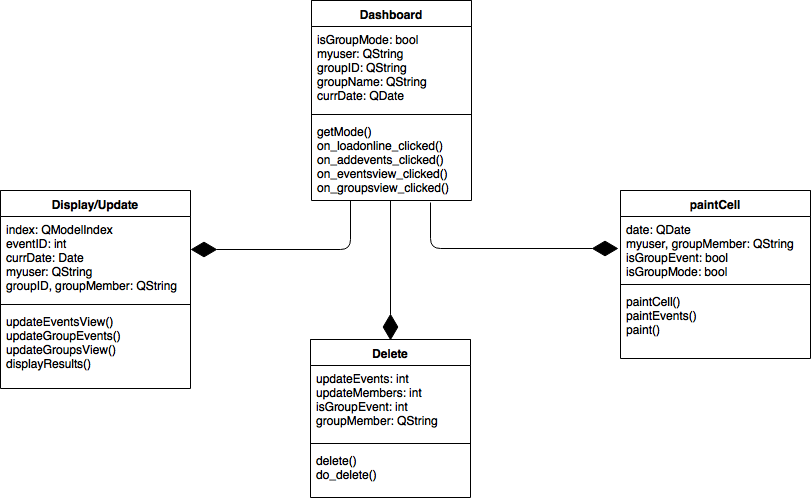 Dashboard
isGroupMode: bool
myuser: QString
groupID: QString
groupName: QString
currDate: QDate
getMode()
on_loadonline_clicked()
on_addevents_clicked()
on_eventsview_clicked()
on_groupsview_clicked()
Display/Update
index: QModelIndex
eventID: int
currDate: Date
myuser: QString
groupID, groupMember: QString
updateEventsView()
updateGroupEvents()
updateGroupsView()
displayResults()
paintCell
date: QDate
myuser, groupMember: QString
isGroupEvent: bool
isGroupMode: bool
paintCell()
paintEvents()
paint()
Delete
updateEvents: int
updateMembers: int
isGroupEvent: int
groupMember: QString
delete()
do_delete()